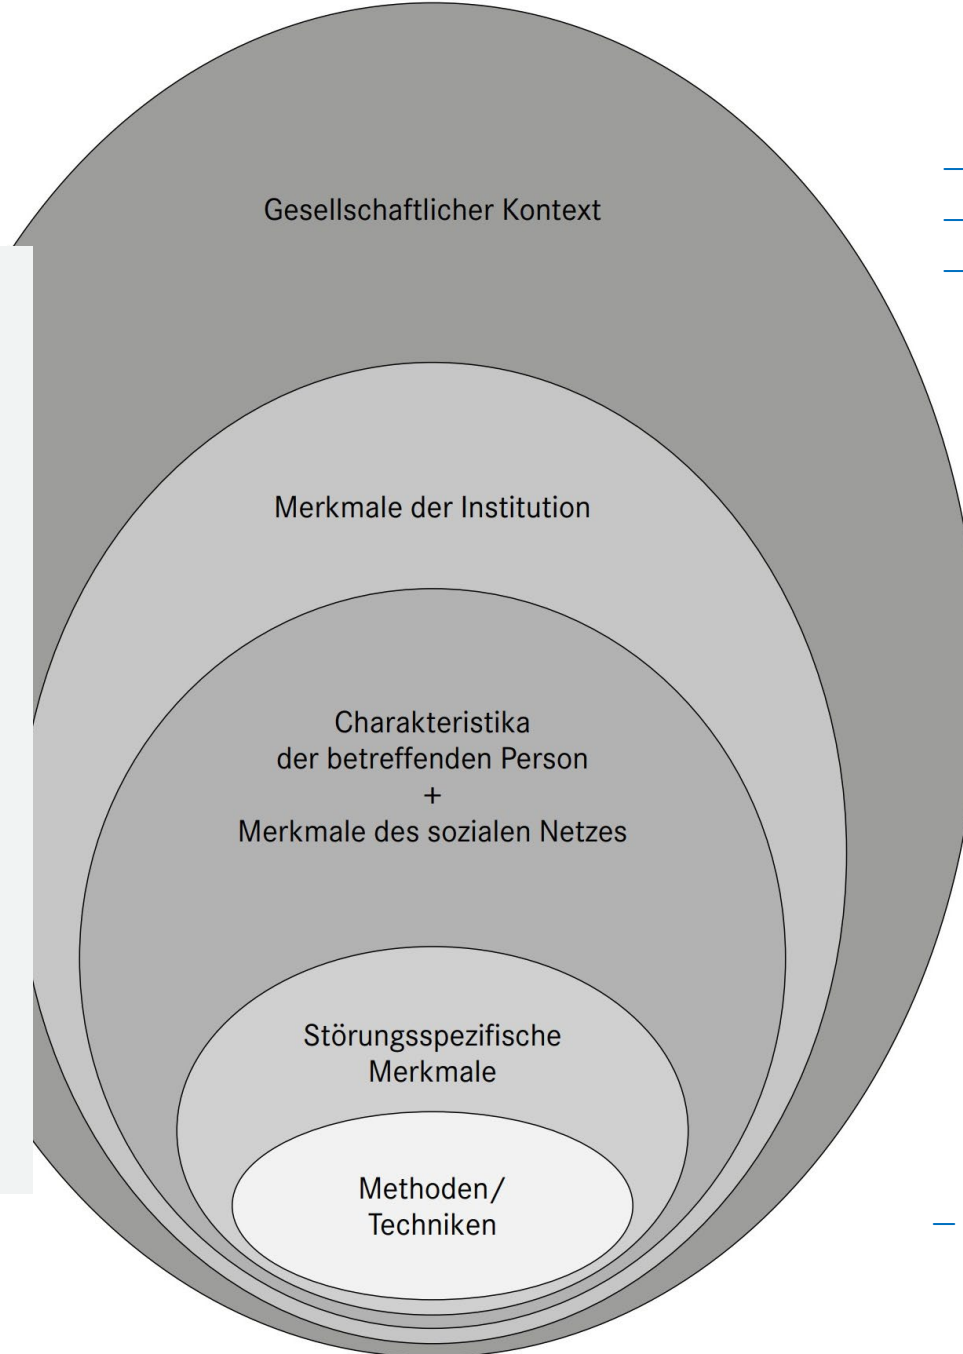 Gesellschaftlicher Kontext
Merkmale der Institution
Charakteristika
der betreffenden Person
+
Merkmale des sozialen Netzes
Störungsspezifische
Merkmale
Methoden/
Techniken